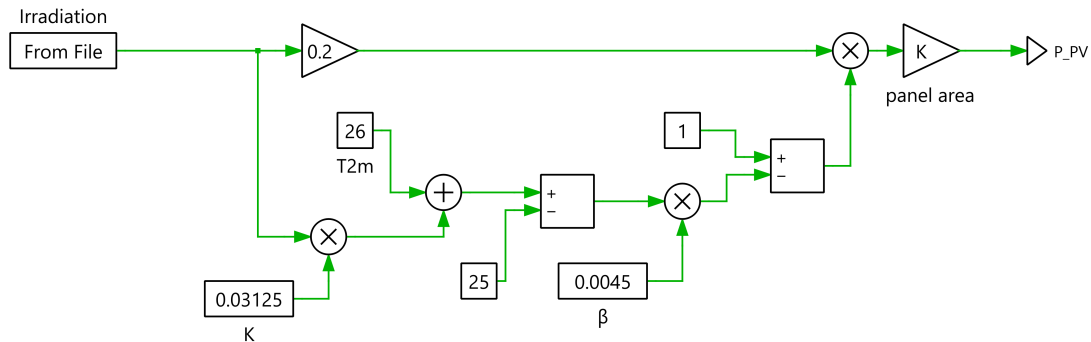 Irradiation
From File
0.2
K
P_PV
panel area
26
T2m
1
+
−
+
−
0.03125
K
25
0.0045
β